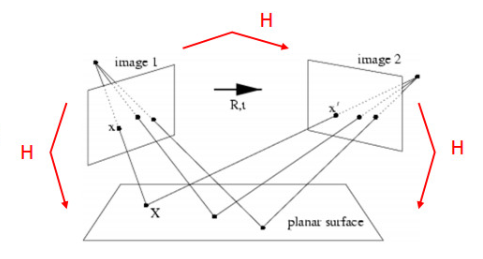 H
image 1
image 2
R,t
x
x'
H
H
X
planar surface